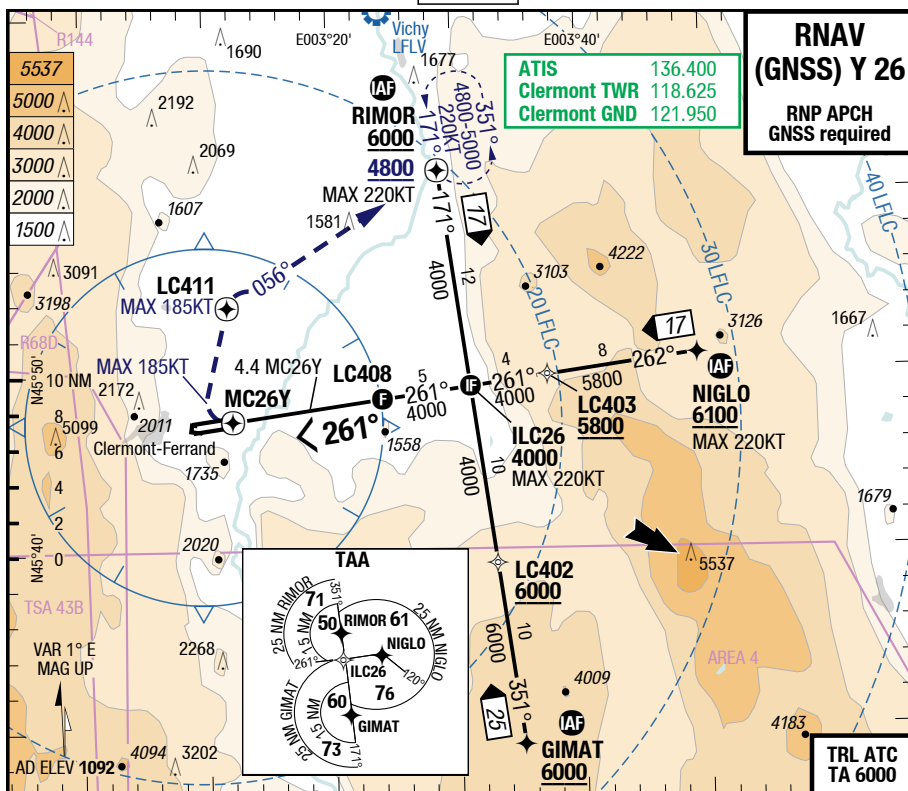 R144
1690
E003°20'
Vichy
LFLV
E003°40'
RNAV
(GNSS) Y 26
RNP APCH
GNSS required
ATIS 136.400
Clermont TWR 118.625
Clermont GND 121.950
5537
5000
4000
3000
2000
1500
2192
2069
1607
1677
IAF
RIMOR
6000
4800
MAX 220KT
171°
4800-5000
220KT
351°
1581
171°
17
4000
12
3091
3198
LC411
MAX 185KT
056°
3103
4222
20 LFLC
30 LFLC
40 LFLC
R68D
N45°50'
10 NM
8
6
4
2
0
N45°40'
MAX 185KT
2172
2011
5099
Clermont-Ferrand
1735
MC26Y
4.4 MC26Y
LC408
F
< 261°
1558
5
261°
4000
IF
4
261°
4000
8
5800
262°
17
3126
1667
IAF
NIGLO
6100
MAX 220KT
LC403
5800
ILC26
4000
MAX 220KT
10
4000
1679
2020
5537
LC402
6000
TSA 43B
VAR 1° E
MAG UP
2268
TAA
25 NM RIMOR
71
351°
50
15 NM
RIMOR
61
25 NM NIGLO
NIGLO
261°
ILC26
120°
76
60
15 NM
GIMAT
25 NM GIMAT
73
171°
10
6000
351°
25
4009
AREA 4
IAF
GIMAT
6000
4183
4094
3202
AD ELEV 1092
TRL ATC
TA 6000